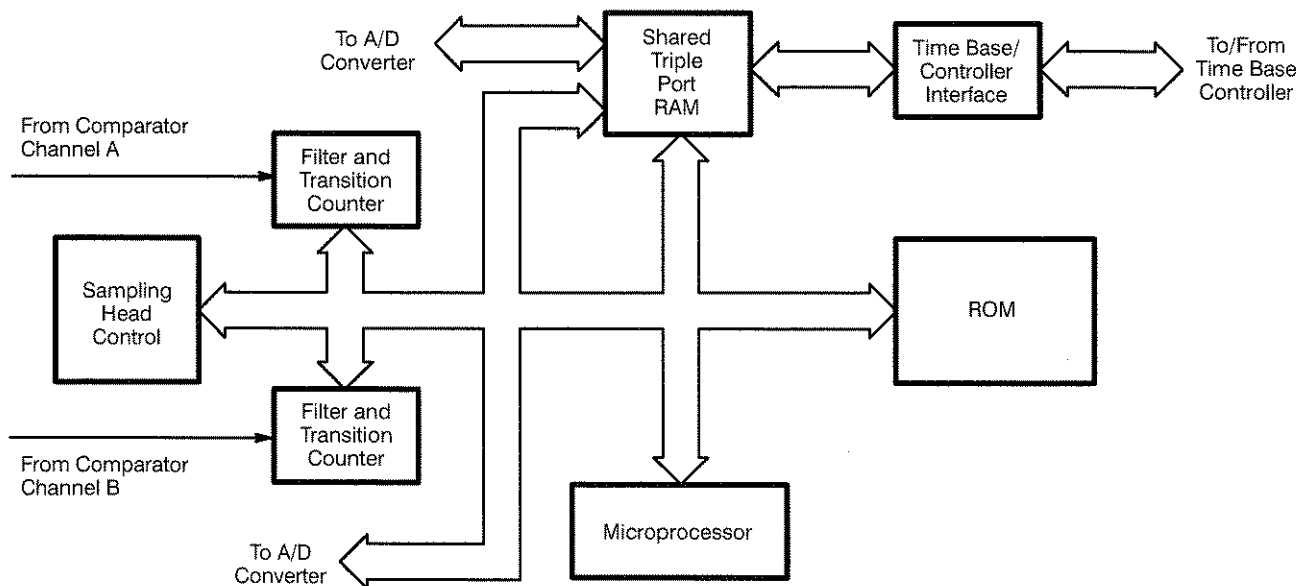 To A/D
Converter
Shared
Triple
Port
RAM
Time Base/
Controller
Interface
To/From
Time Base
Controller
From Comparator
Channel A
Filter and
Transition
Counter
Sampling
Head
Control
ROM
Filter and
Transition
Counter
From Comparator
Channel B
Microprocessor
To A/D
Converter